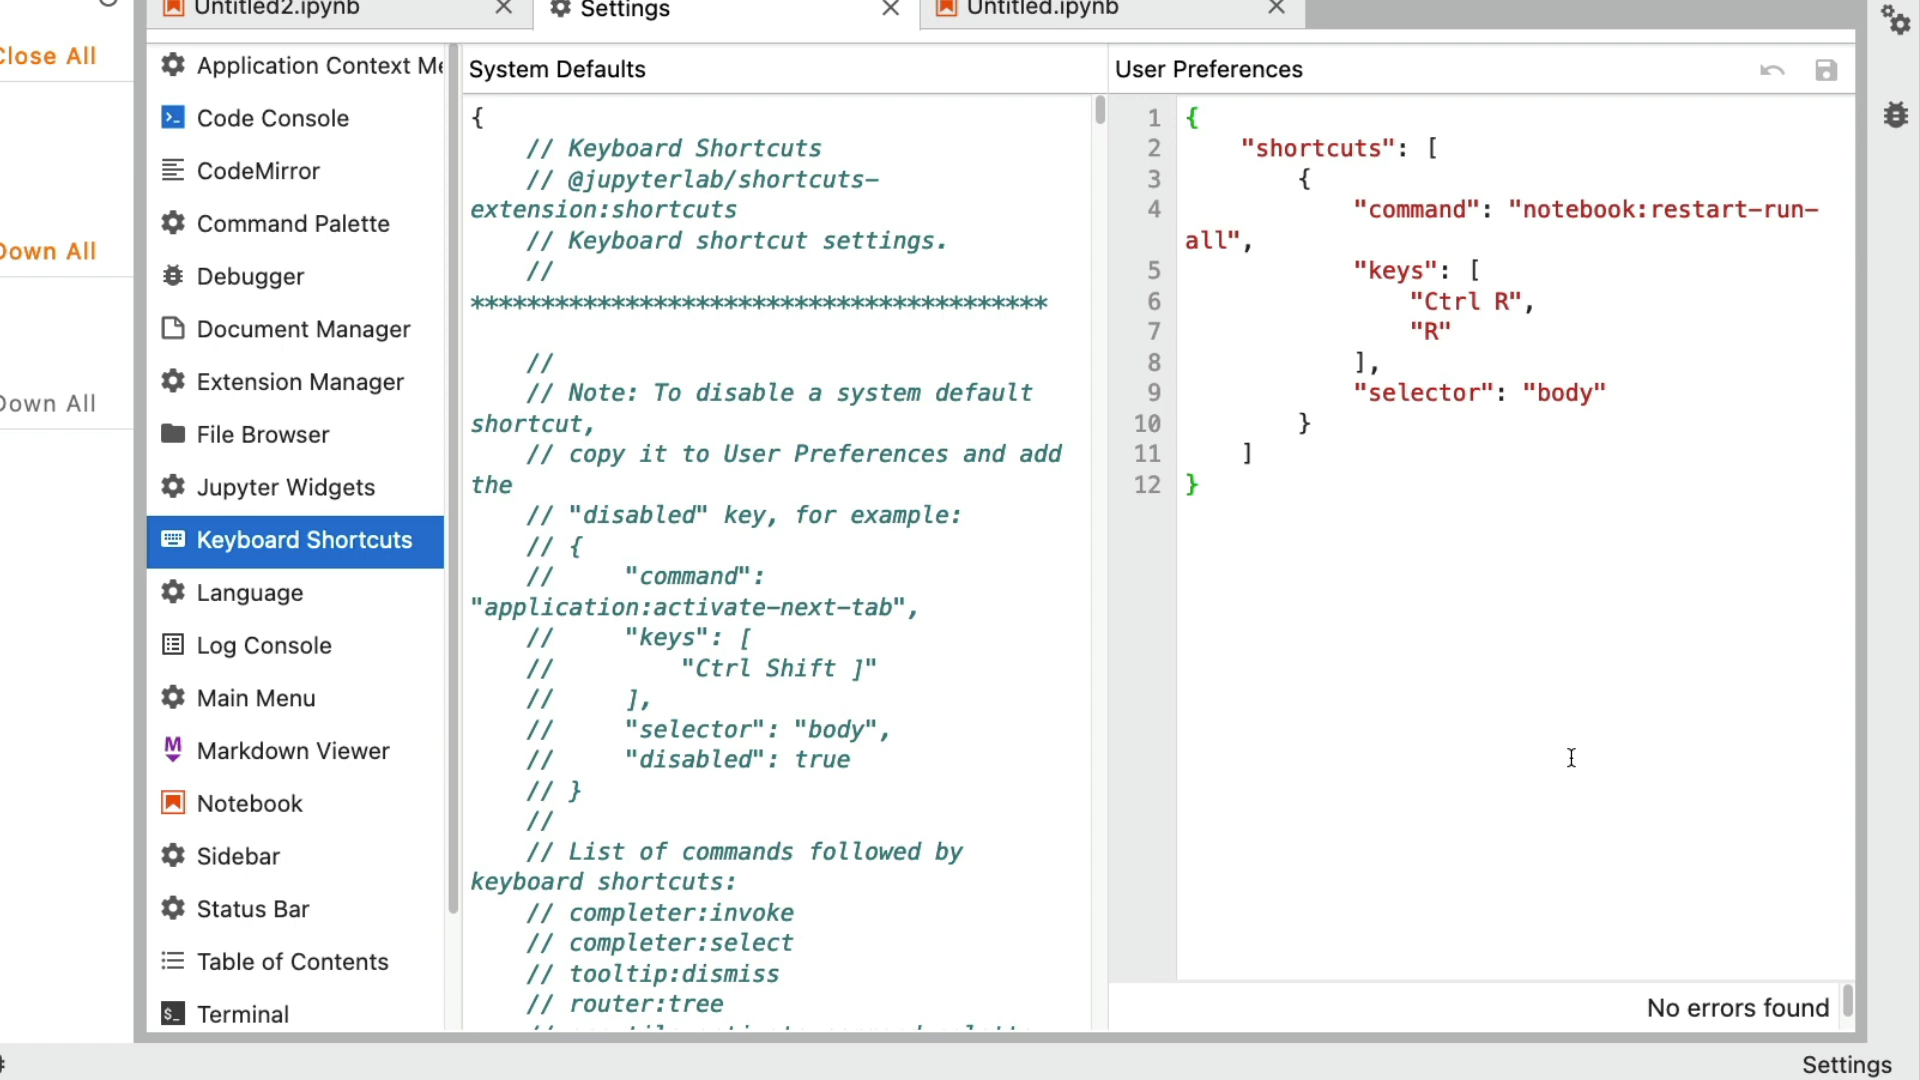 Untitled2.ipynb
Settings
Untitled.ipynb
Close All
Down All
Down All
Application Context Me
Code Console
CodeMirror
Command Palette
Debugger
Document Manager
Extension Manager
File Browser
Jupyter Widgets
Keyboard Shortcuts
Language
Log Console
Main Menu
Markdown Viewer
Notebook
Sidebar
Status Bar
Table of Contents
Terminal
System Defaults
{
// Keyboard Shortcuts
// @jupyterlab/shortcuts-
extension:shortcuts
// Keyboard shortcut settings.
//
*****************************************
//
// Note: To disable a system default
shortcut,
// copy it to User Preferences and add
the
// "disabled" key, for example:
// {
//     "command":
"application:activate-next-tab",
//     "keys": [
//         "Ctrl Shift ]"
//     ],
//     "selector": "body",
//     "disabled": true
// }
//
// List of commands followed by
keyboard shortcuts:
// completer:invoke
// completer:select
// tooltip:dismiss
// router:tree
User Preferences
1 {
2     "shortcuts": [
3         {
4             "command": "notebook:restart-run-
all",
5             "keys": [
6                 "Ctrl R",
7                 "R"
8             ],
9             "selector": "body"
10         }
11     ]
12 }
No errors found
Settings